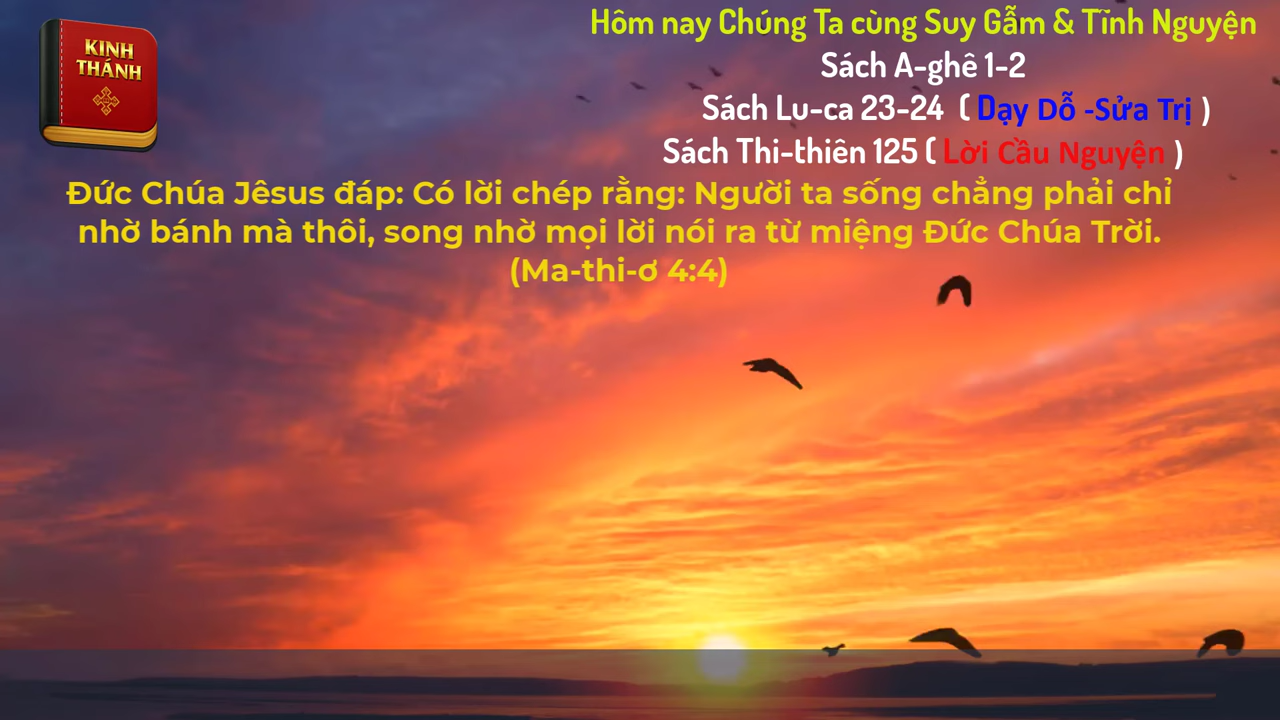 KINH
THÁNH
Hôm nay Chúng Ta cùng Suy Gẫm & Tĩnh Nguyện
Sách A-ghê 1-2
Sách Lu-ca 23-24 ( Dạy Dỗ -Sửa Trị )
Sách Thi-thiên 125 ( Lời Cầu Nguyện )
Đức Chúa Jêsus đáp: Có lời chép rằng: Người ta sống chẳng phải chỉ
nhờ bánh mà thôi, song nhờ mọi lời nói ra từ miệng Đức Chúa Trời.
(Ma-thi-ơ 4:4)